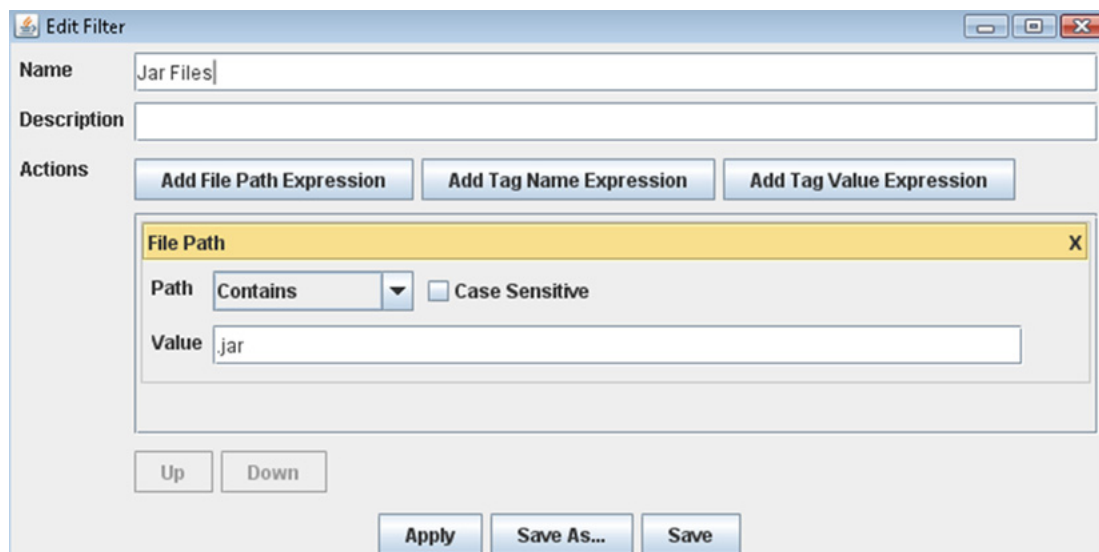 Edit Filter
Name Jar Files
Description
Actions Add File Path Expression Add Tag Name Expression Add Tag Value Expression
File Path X
Path Contains Case Sensitive
Value .jar
Up Down
Apply Save As... Save